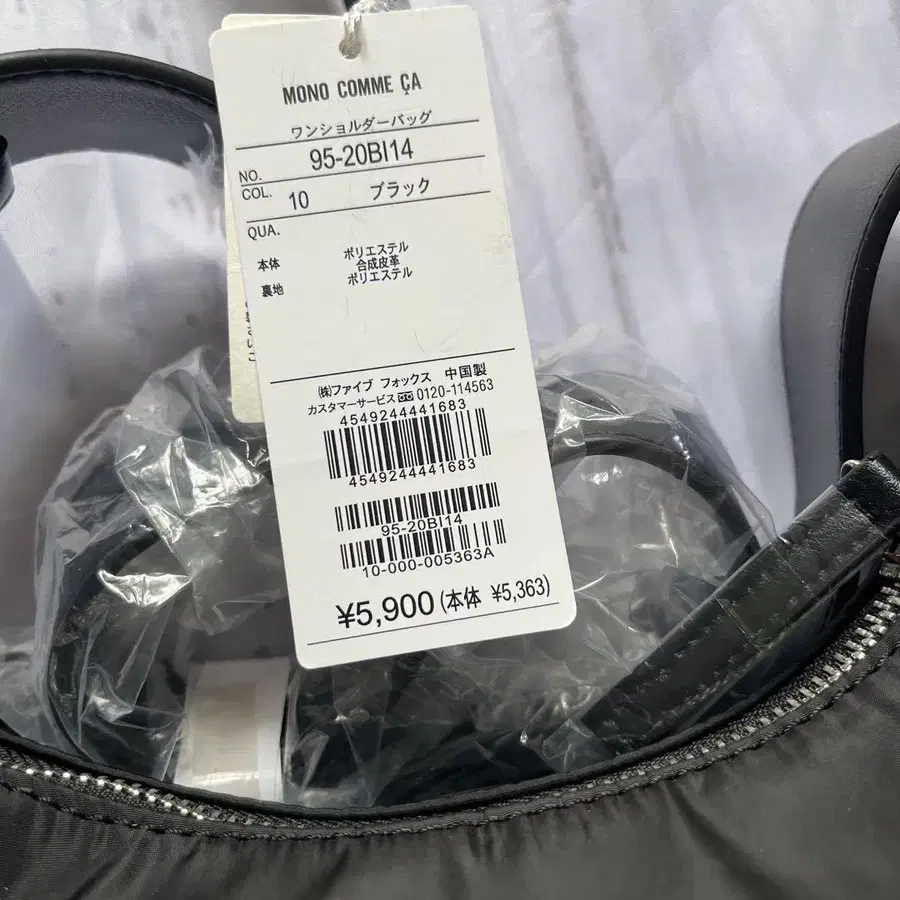 MONO COMME ÇA
ワンショルダーバッグ
NO. 95-20BI14
COL. 10 ブラック
QUA.
本体 ポリエステル
合成皮革
裏地 ポリエステル
㈱ファイブ フォックス 中国製
カスタマーサービス 0120-114563
4549244441683
4549244441683
95-20BI14
10-000-005363A
¥5,900 (本体 ¥5,363)